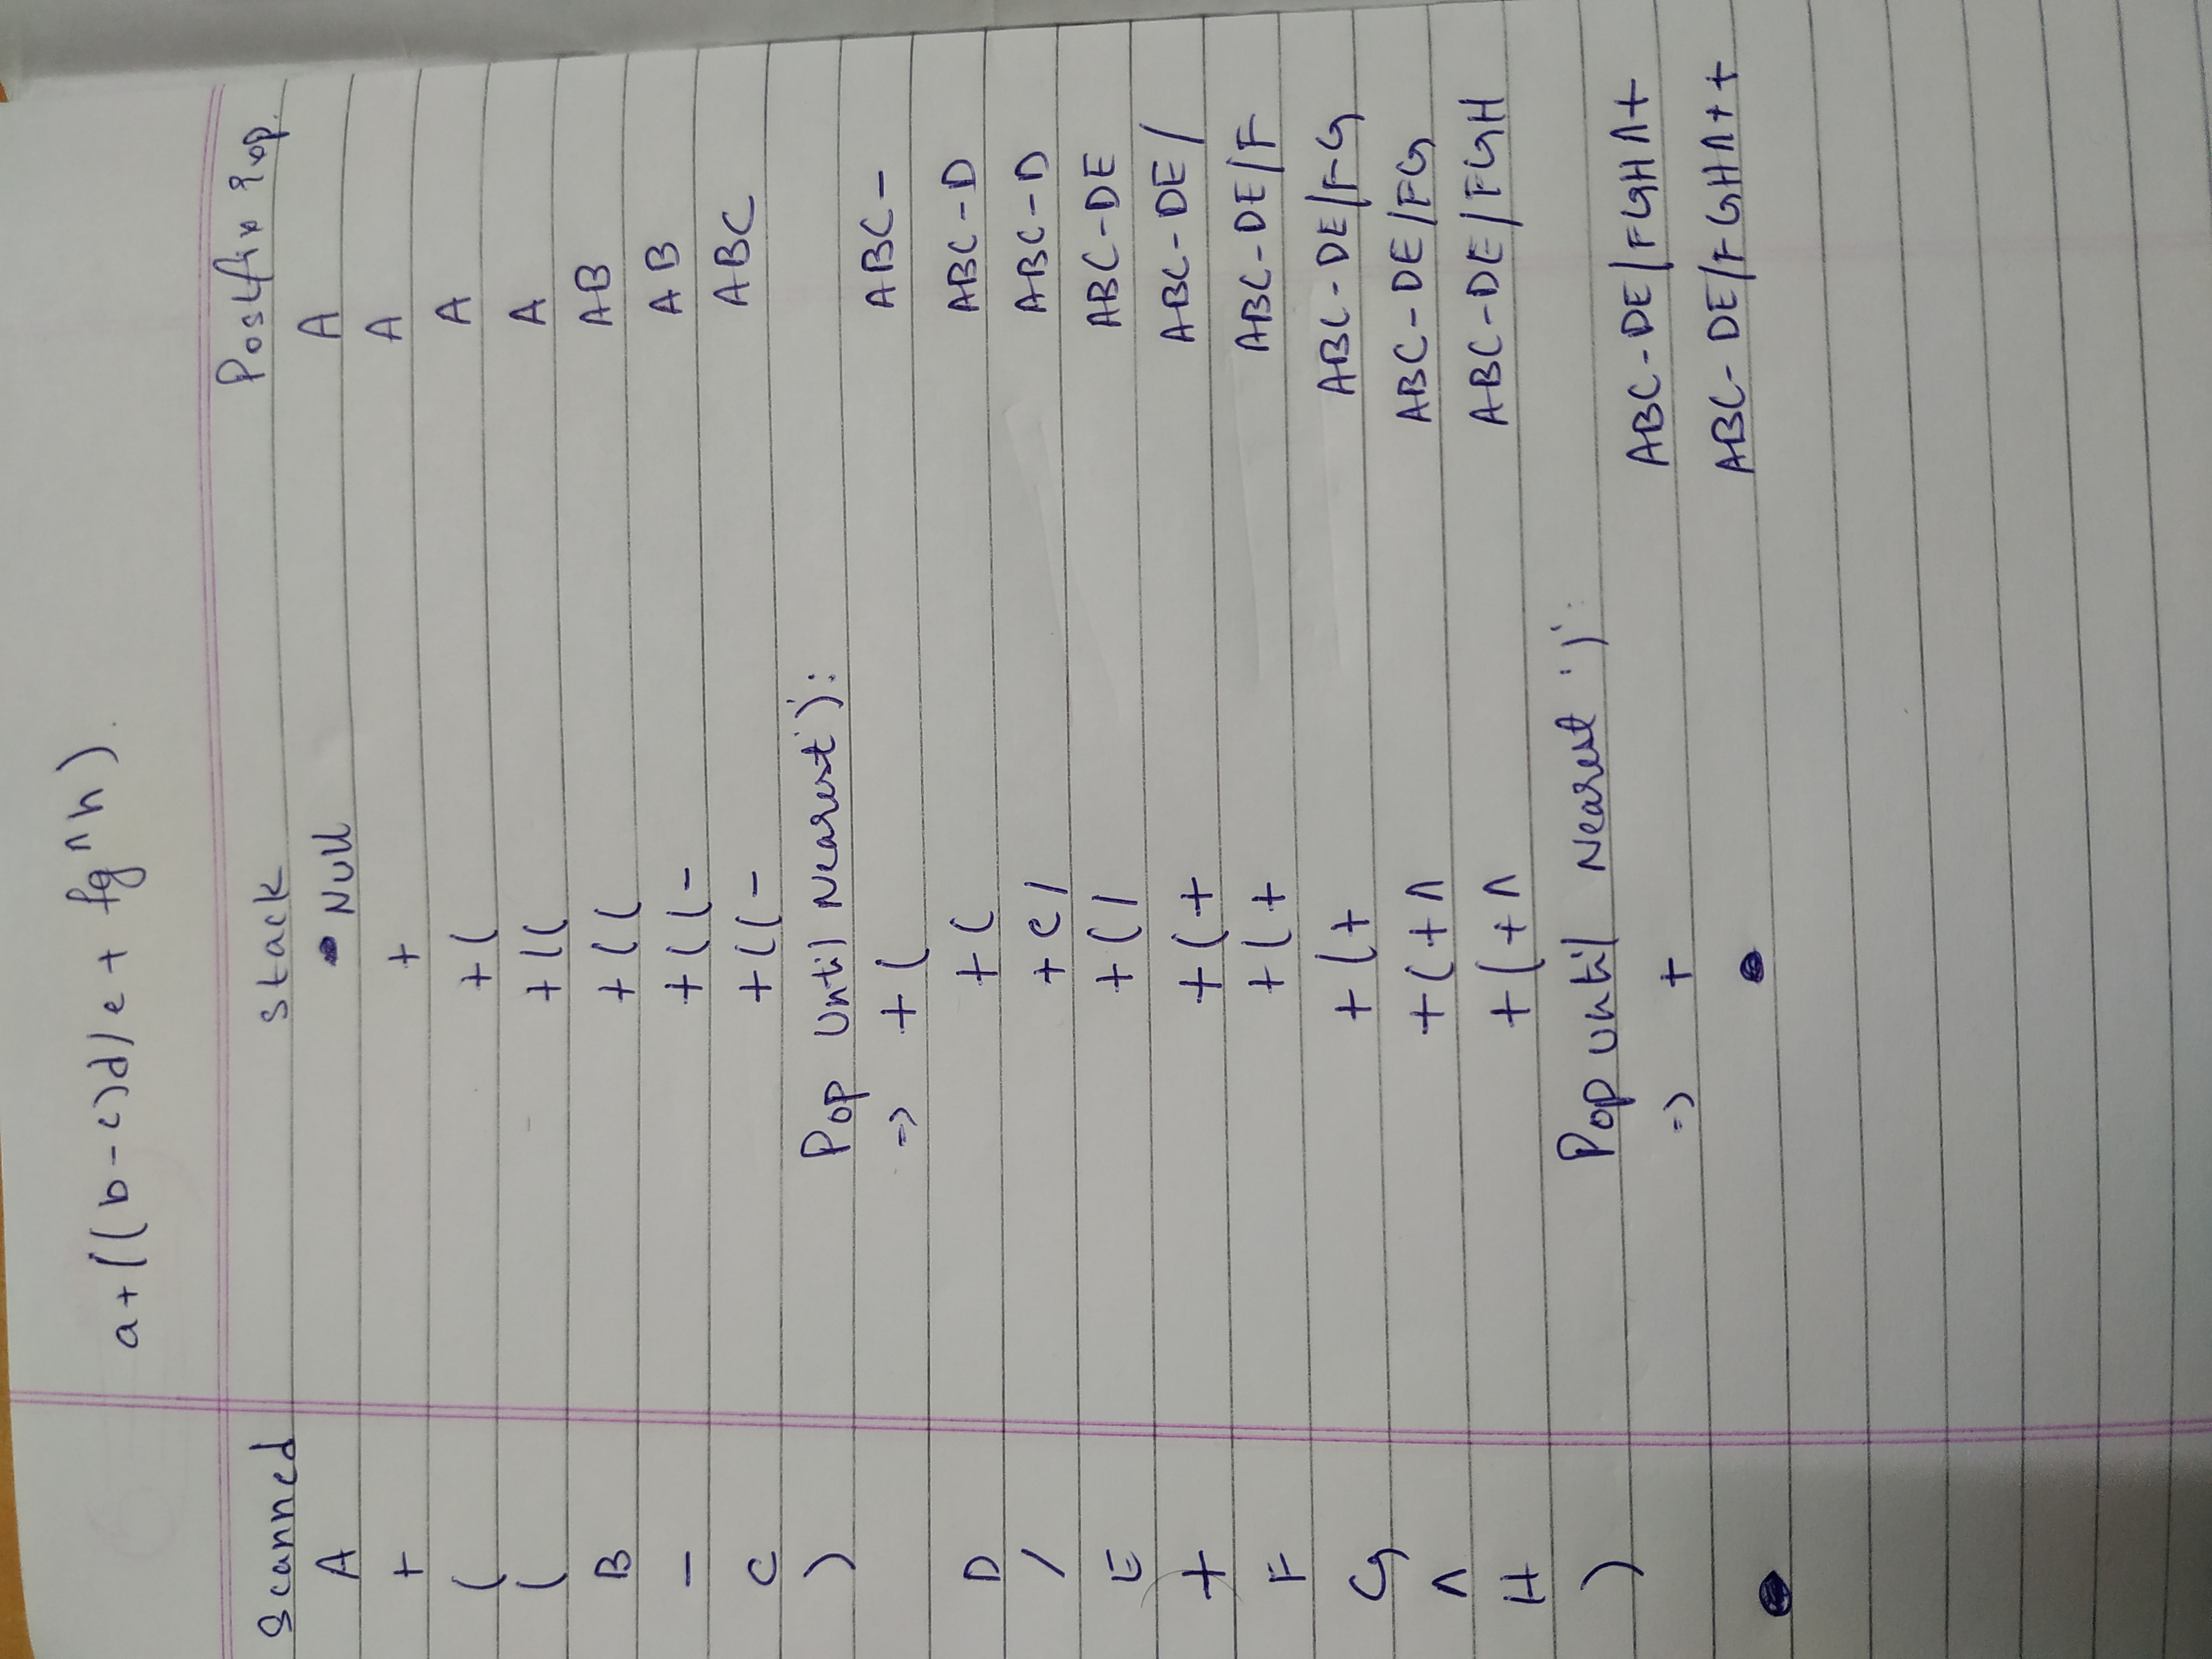 a+((b-c)d/e+ fg^h).
Scanned Stack Postfix Exp.
A Null A
+ + A
( +( A
( +(( A
B +(( AB
- +((- AB
C +((- ABC
) Pop Until Nearest ')':
=> +( ABC-
D +( ABC-D
/ +(/ ABC-D
E +(/ ABC-DE
+ +(+ ABC-DE/
F +(+ ABC-DE/F
G +(+ ABC-DE/FG
^ +(+^ ABC-DE/FG
H +(+^ ABC-DE/FGH
) Pop until Nearest ')':
=> + ABC-DE/FGH^+
ABC-DE/FGH^++